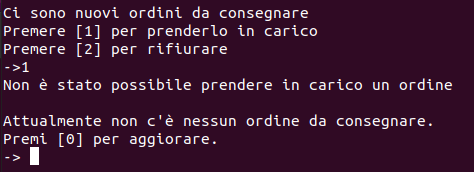 Ci sono nuovi ordini da consegnare
Premere [1] per prenderlo in carico
Premere [2] per rifiurare
->1
Non è stato possibile prendere in carico un ordine
Attualmente non c'è nessun ordine da consegnare.
Premi [0] per aggiorare.
->